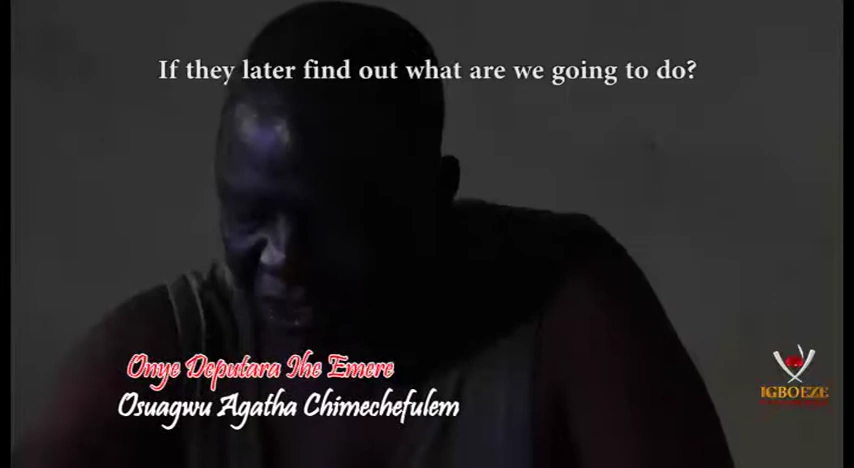 If they later find out what are we going to do?
Onye Deputara Ihe Emere
Osuagwu Agatha Chimechefulem
IGBOEZE